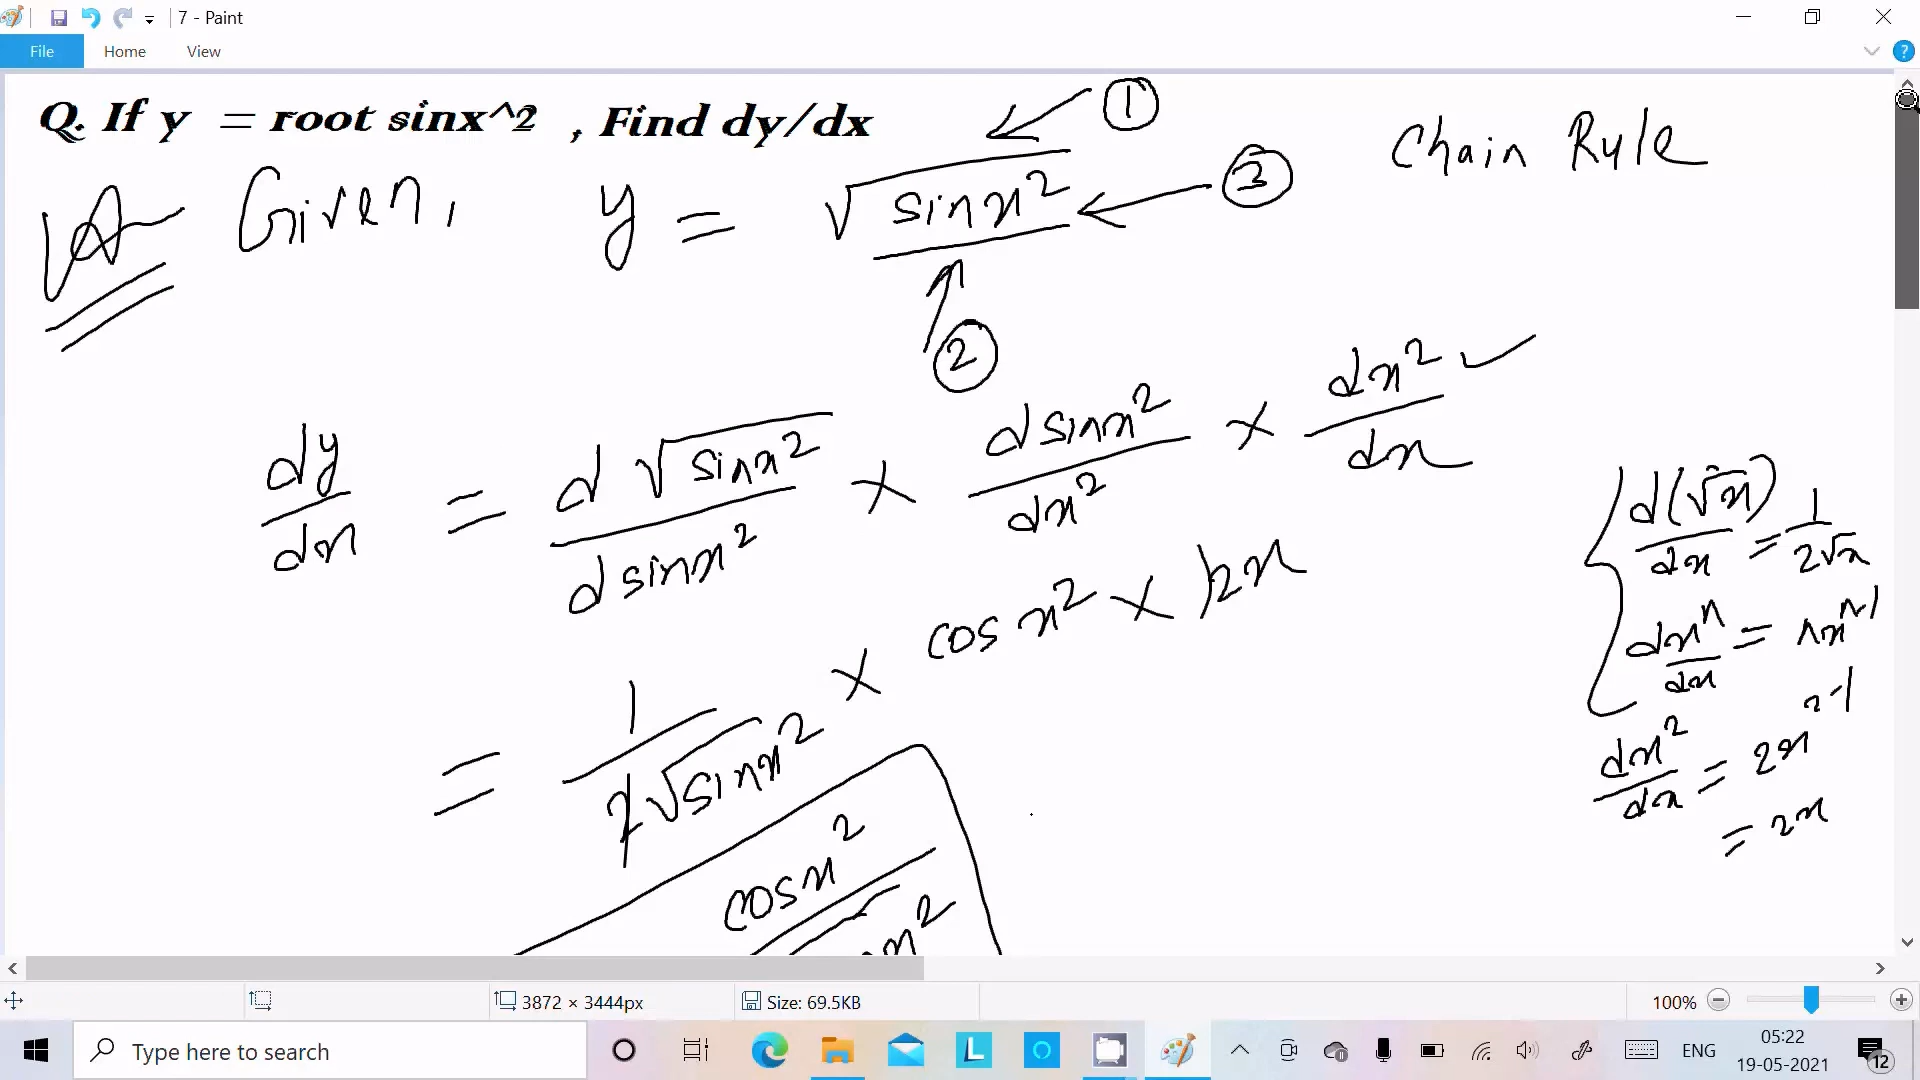 7 - Paint
File Home View
Q. If y = root sinx^2 , Find dy/dx
①
Chain Rule
Given, y = √sinx² ③
②
dy/dx = d√sinx²/dsinx² × dsinx²/dx² × dx²/dx ✓
= 1/2√sinx² × cosx² × 2x
cosx²
x²
{ d(√x)/dx = 1/2√x
dxⁿ/dx = nxⁿ⁻¹
dx²/dx = 2x²⁻¹
= 2x
3872 × 3444px Size: 69.5KB 100%
Type here to search
ENG
05:22
19-05-2021
12